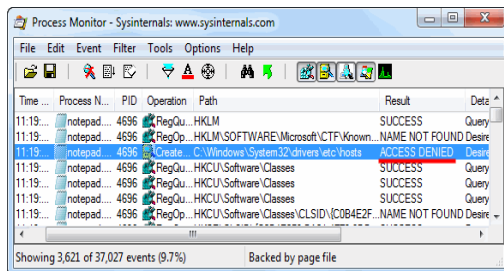 Process Monitor - Sysinternals: www.sysinternals.com
File Edit Event Filter Tools Options Help
Time ... Process N... PID Operation Path Result Deta
11:19:... notepad.... 4696 RegQu... HKLM SUCCESS Query
11:19:... notepad.... 4696 RegOp... HKLM\SOFTWARE\Microsoft\CTF\Known... NAME NOT FOUND Desire
11:19:... notepad.... 4696 Create... C:\Windows\System32\drivers\etc\hosts ACCESS DENIED Desire
11:19:... notepad.... 4696 RegQu... HKCU\Software\Classes SUCCESS Query
11:19:... notepad.... 4696 RegQu... HKCU\Software\Classes SUCCESS Query
11:19:... notepad.... 4696 RegQu... HKCU\Software\Classes SUCCESS Query
11:19:... notepad.... 4696 RegOp... HKCU\Software\Classes\CLSID\{C0B4E2F... NAME NOT FOUND Desire
Showing 3,621 of 37,027 events (9.7%) Backed by page file